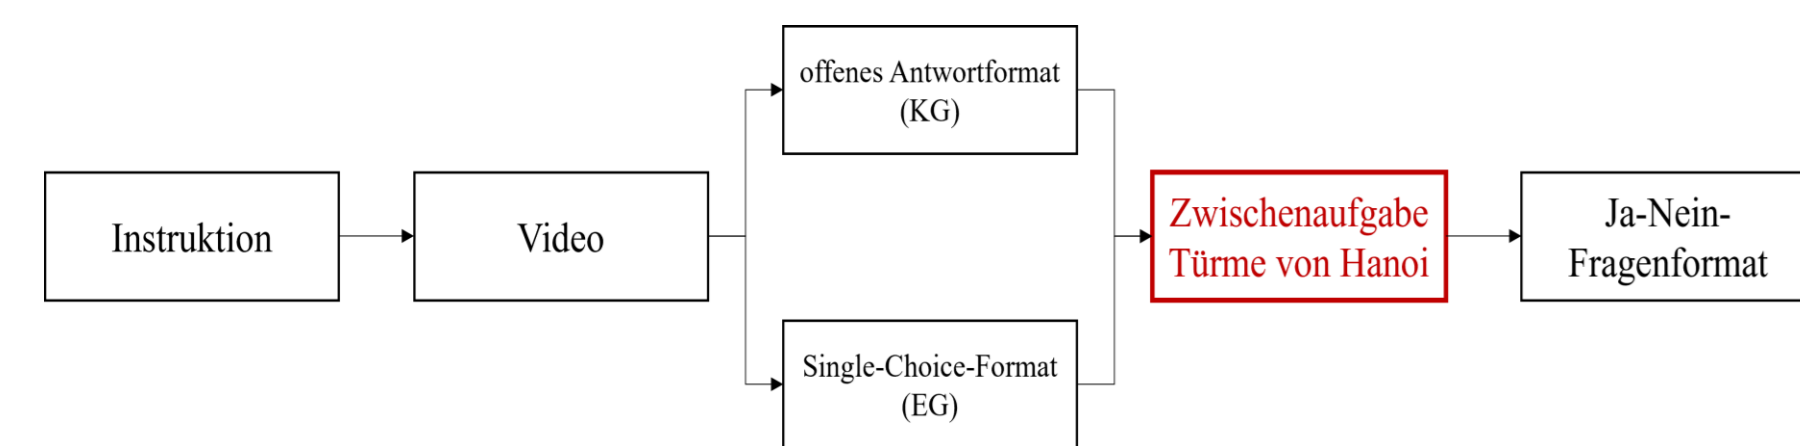 Instruktion
Video
offenes Antwortformat
(KG)
Single-Choice-Format
(EG)
Zwischenaufgabe
Türme von Hanoi
Ja-Nein-
Fragenformat